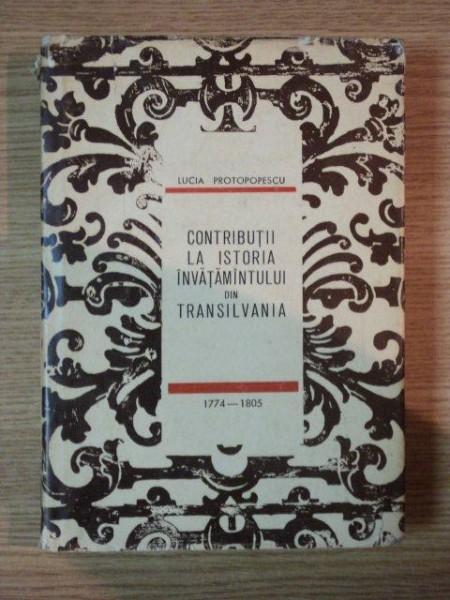 LUCIA PROTOPOPESCU
CONTRIBUȚII
LA ISTORIA
ÎNVĂȚĂMÎNTULUI
DIN
TRANSILVANIA
1774—1805